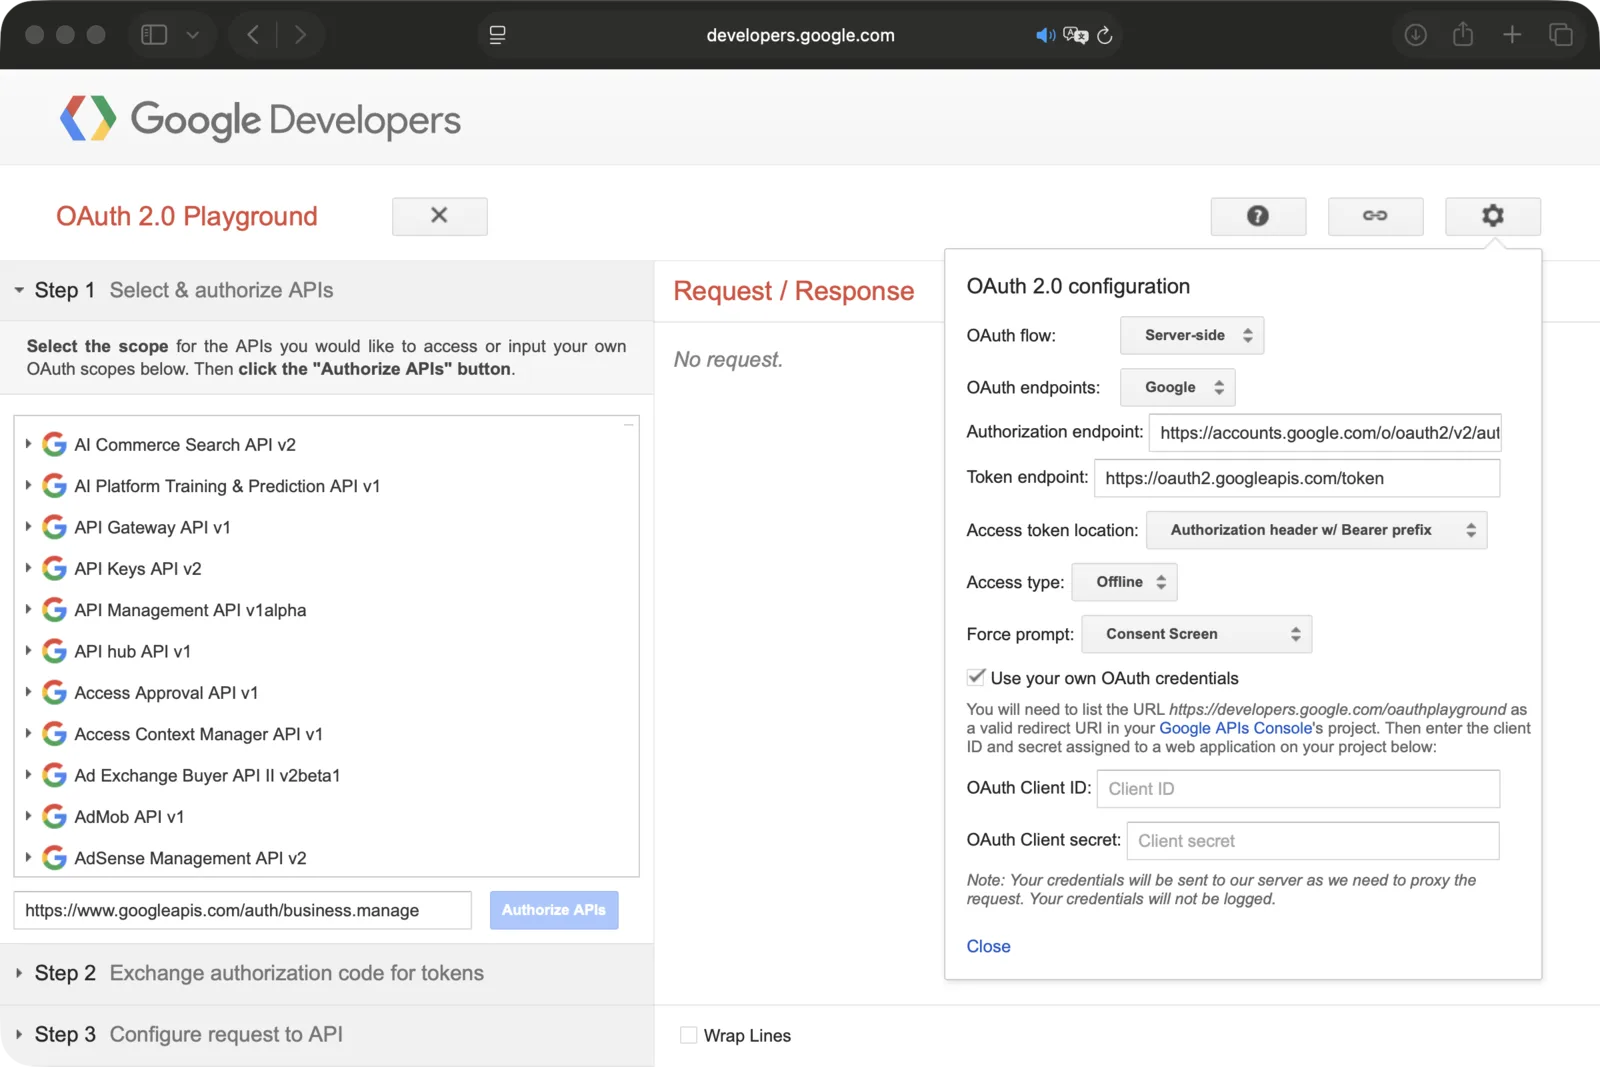 developers.google.com
Google Developers
OAuth 2.0 Playground
Step 1 Select & authorize APIs
Select the scope for the APIs you would like to access or input your own
OAuth scopes below. Then click the "Authorize APIs" button.
AI Commerce Search API v2
AI Platform Training & Prediction API v1
API Gateway API v1
API Keys API v2
API Management API v1alpha
API hub API v1
Access Approval API v1
Access Context Manager API v1
Ad Exchange Buyer API II v2beta1
AdMob API v1
AdSense Management API v2
https://www.googleapis.com/auth/business.manage
Authorize APIs
Step 2 Exchange authorization code for tokens
Step 3 Configure request to API
Request / Response
No request.
Wrap Lines
OAuth 2.0 configuration
OAuth flow: Server-side
OAuth endpoints: Google
Authorization endpoint: https://accounts.google.com/o/oauth2/v2/aut
Token endpoint: https://oauth2.googleapis.com/token
Access token location: Authorization header w/ Bearer prefix
Access type: Offline
Force prompt: Consent Screen
Use your own OAuth credentials
You will need to list the URL https://developers.google.com/oauthplayground as
a valid redirect URI in your Google APIs Console's project. Then enter the client
ID and secret assigned to a web application on your project below:
OAuth Client ID: Client ID
OAuth Client secret: Client secret
Note: Your credentials will be sent to our server as we need to proxy the
request. Your credentials will not be logged.
Close